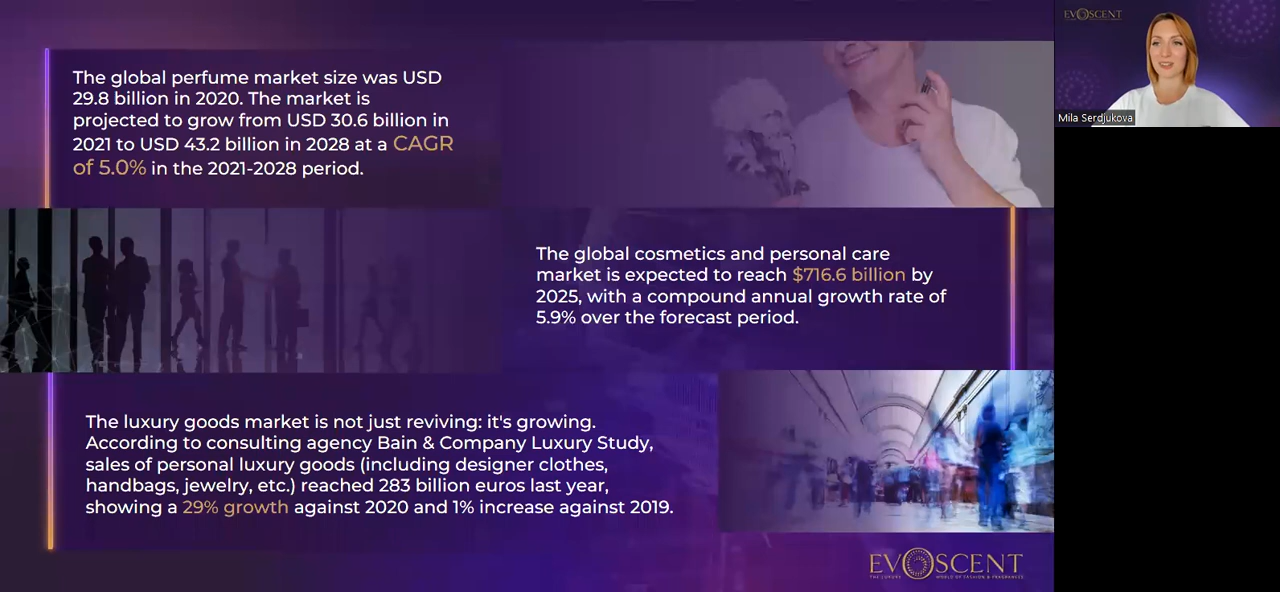 The global perfume market size was USD
29.8 billion in 2020. The market is
projected to grow from USD 30.6 billion in
2021 to USD 43.2 billion in 2028 at a CAGR
of 5.0% in the 2021-2028 period.
EVOSCENT
Mila Serdjukova
The global cosmetics and personal care
market is expected to reach $716.6 billion by
2025, with a compound annual growth rate of
5.9% over the forecast period.
The luxury goods market is not just reviving: it's growing.
According to consulting agency Bain & Company Luxury Study,
sales of personal luxury goods (including designer clothes,
handbags, jewelry, etc.) reached 283 billion euros last year,
showing a 29% growth against 2020 and 1% increase against 2019.
EVOSCENT
THE LUXURY WORLD OF FASHION & FRAGRANCES